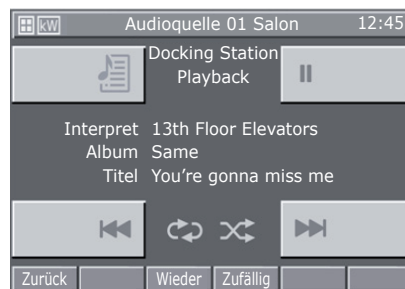 kW Audioquelle 01 Salon 12:45
Docking Station
Playback
Interpret 13th Floor Elevators
Album Same
Titel You're gonna miss me
Zurück Wieder Zufällig